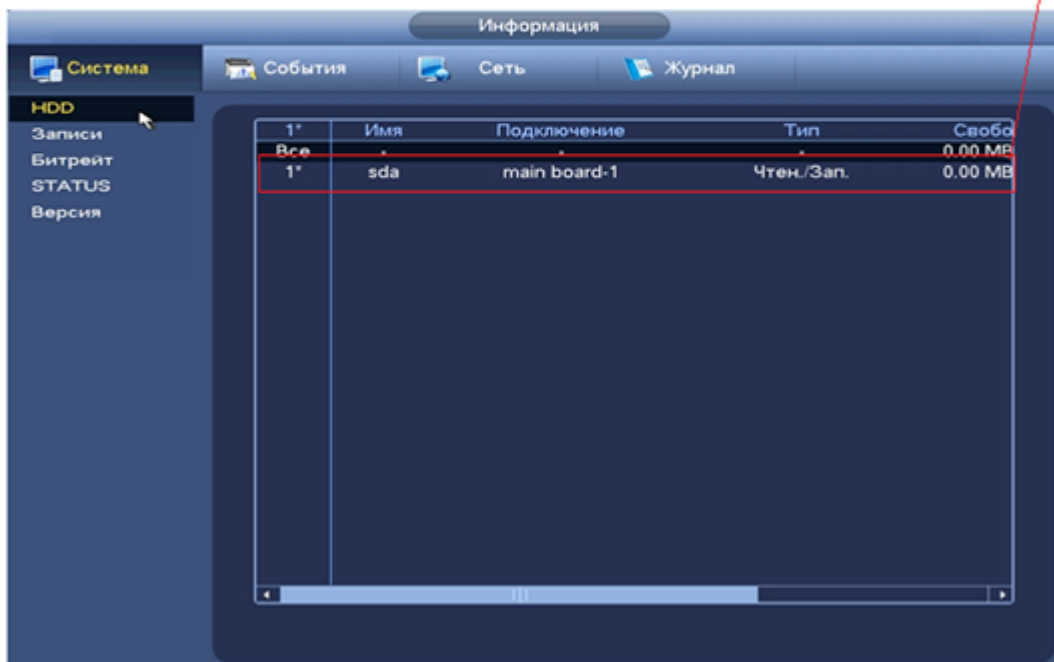 Информация
Система События Сеть Журнал
HDD
Записи
Битрейт
STATUS
Версия
1* Имя Подключение Тип Свобо
Все - - - 0.00 MB
1* sda main board-1 Чтен./Зап. 0.00 MB